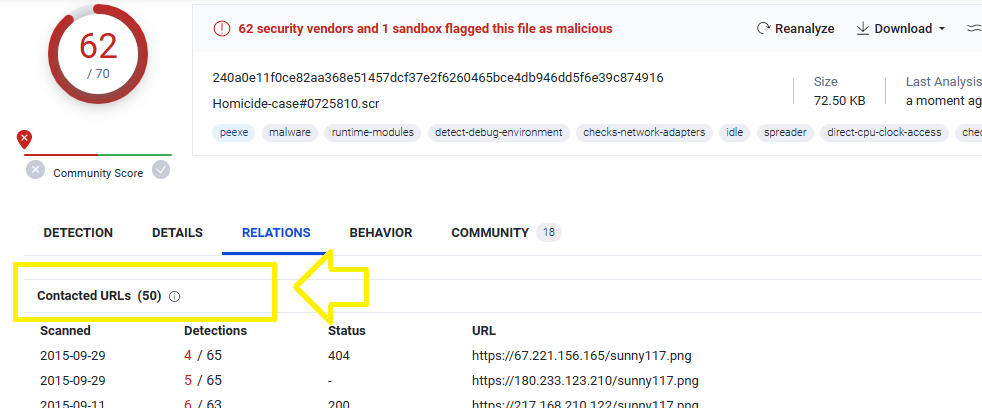 62
/ 70
Community Score
62 security vendors and 1 sandbox flagged this file as malicious
Reanalyze
Download
240a0e11f0ce82aa368e51457dcf37e2f6260465bce4db946dd5f6e39c874916
Homicide-case#0725810.scr
Size
72.50 KB
Last Analysis
a moment ag
peexe malware runtime-modules detect-debug-environment checks-network-adapters idle spreader direct-cpu-clock-access chec
DETECTION DETAILS RELATIONS BEHAVIOR COMMUNITY 18
Contacted URLs (50)
Scanned Detections Status URL
2015-09-29 4 / 65 404 https://67.221.156.165/sunny117.png
2015-09-29 5 / 65 - https://180.233.123.210/sunny117.png
2015-09-11 6 / 63 200 https://217.168.210.122/sunny117.png